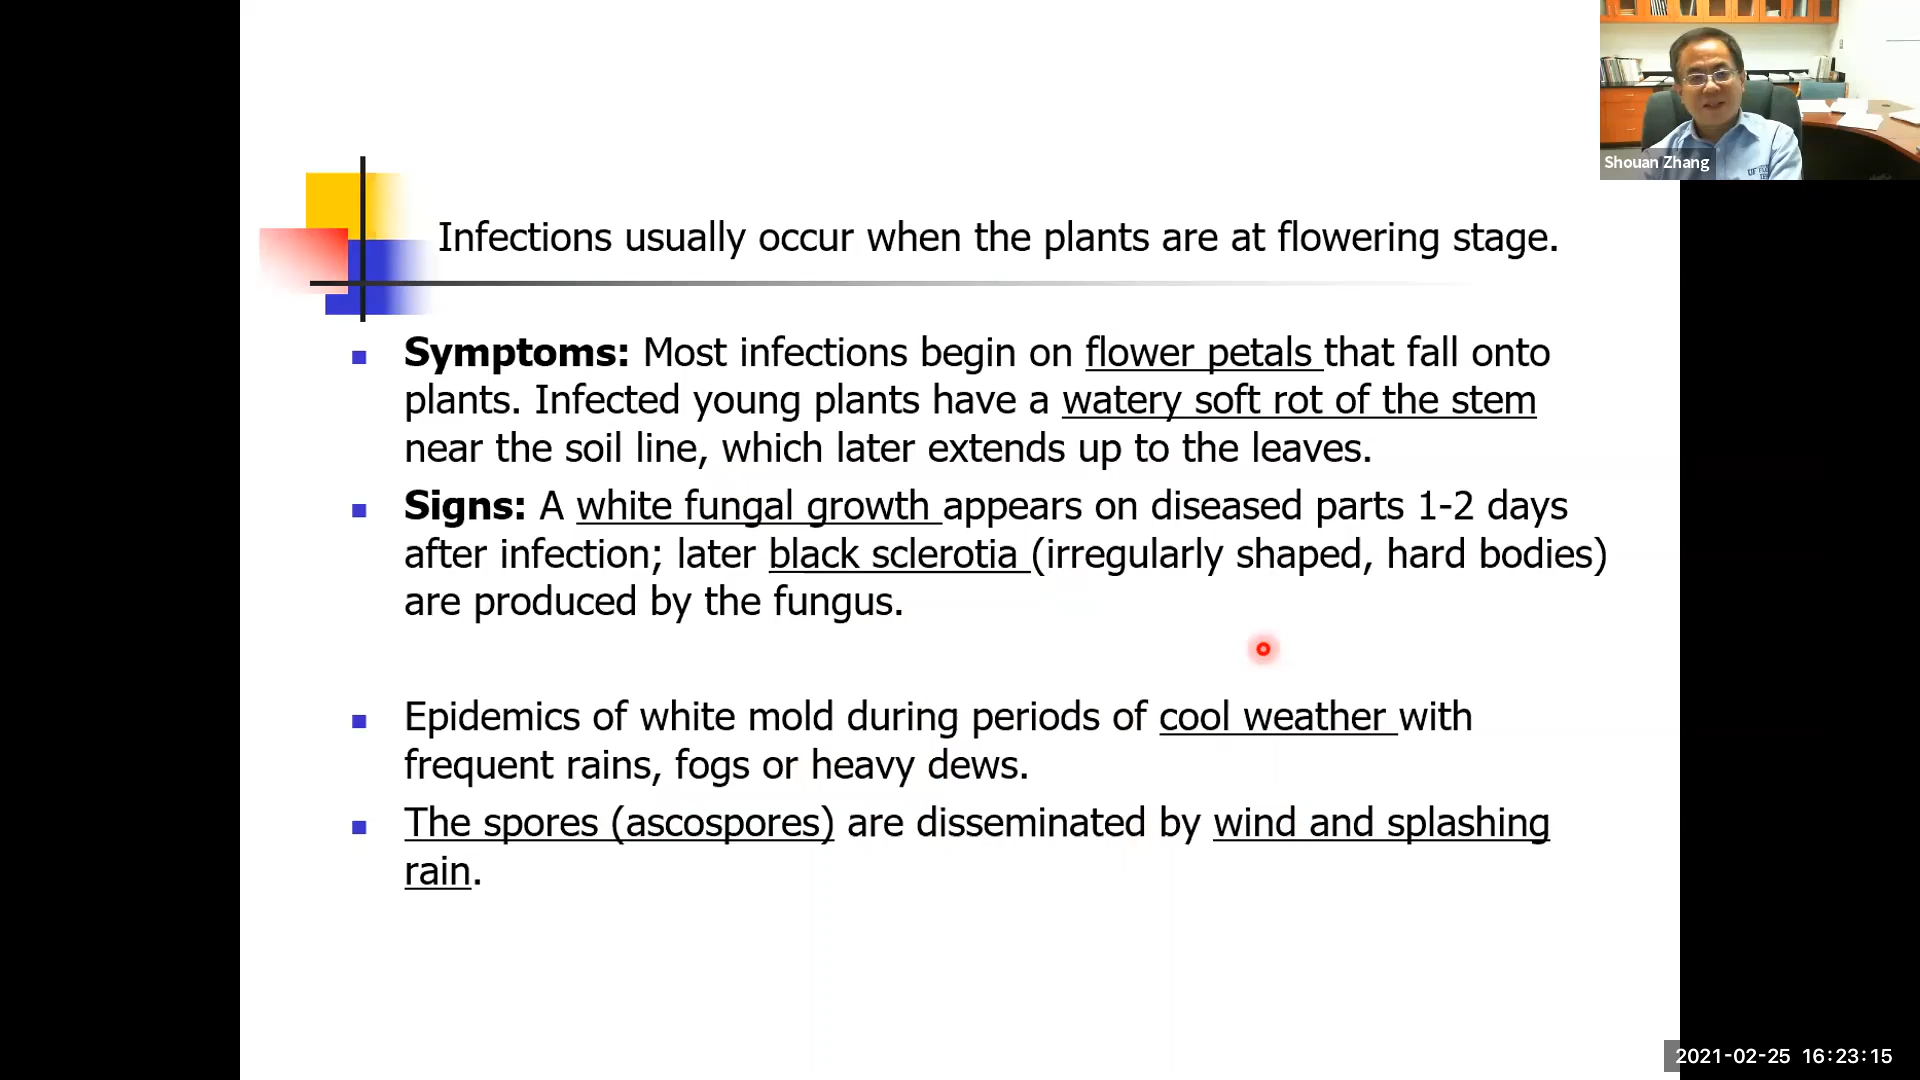 Infections usually occur when the plants are at flowering stage.
Symptoms: Most infections begin on flower petals that fall onto
plants. Infected young plants have a watery soft rot of the stem
near the soil line, which later extends up to the leaves.
Signs: A white fungal growth appears on diseased parts 1-2 days
after infection; later black sclerotia (irregularly shaped, hard bodies)
are produced by the fungus.
Epidemics of white mold during periods of cool weather with
frequent rains, fogs or heavy dews.
The spores (ascospores) are disseminated by wind and splashing
rain.
Shouan Zhang
UF
2021-02-25 16:23:15